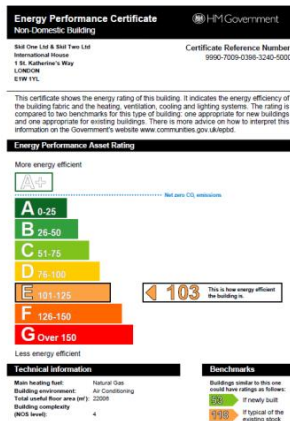 Energy Performance Certificate
Non-Domestic Building
HM Government
Skil One Ltd & Skil Two Ltd
International House
1 St. Katherine's Way
LONDON
E1W 1YL
Certificate Reference Number:
9990-7009-0398-3240-5000
This certificate shows the energy rating of this building. It indicates the energy efficiency of
the building fabric and the heating, ventilation, cooling and lighting systems. The rating is
compared to two benchmarks for this type of building: one appropriate for new buildings
and one appropriate for existing buildings. There is more advice on how to interpret this
information on the Government's website www.communities.gov.uk/epbd.
Energy Performance Asset Rating
More energy efficient
A+
Net zero CO₂ emissions
A 0-25
B 26-50
C 51-75
D 76-100
E 101-125
103
This is how energy efficient
the building is.
F 126-150
G Over 150
Less energy efficient
Technical information
Main heating fuel: Natural Gas
Building environment: Air Conditioning
Total useful floor area (m²): 22006
Building complexity
(NOS level): 4
Benchmarks
Buildings similar to this one
could have ratings as follows:
If newly built
If typical of the
existing stock